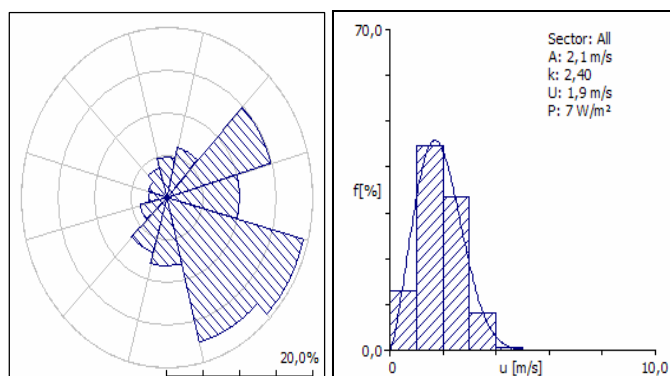 20,0%
70,0
Sector: All
A: 2,1 m/s
k: 2,40
U: 1,9 m/s
P: 7 W/m²
f[%]
0,0
0
u [m/s]
10,0